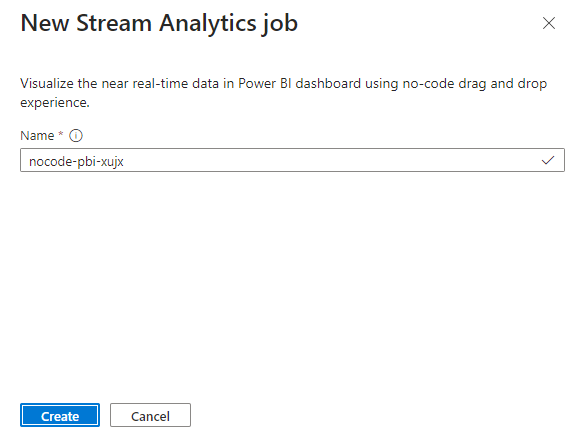 New Stream Analytics job
Visualize the near real-time data in Power BI dashboard using no-code drag and drop
experience.
Name *
nocode-pbi-xujx
Create Cancel